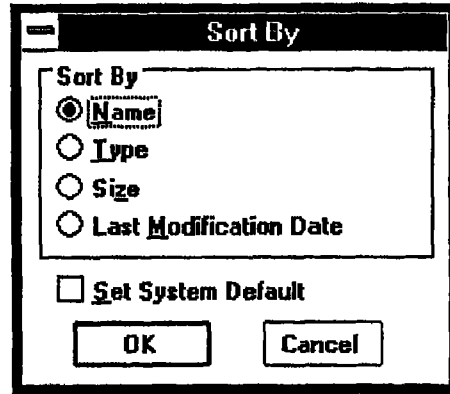 Sort By
Sort By
Name
Type
Size
Last Modification Date
Set System Default
OK Cancel